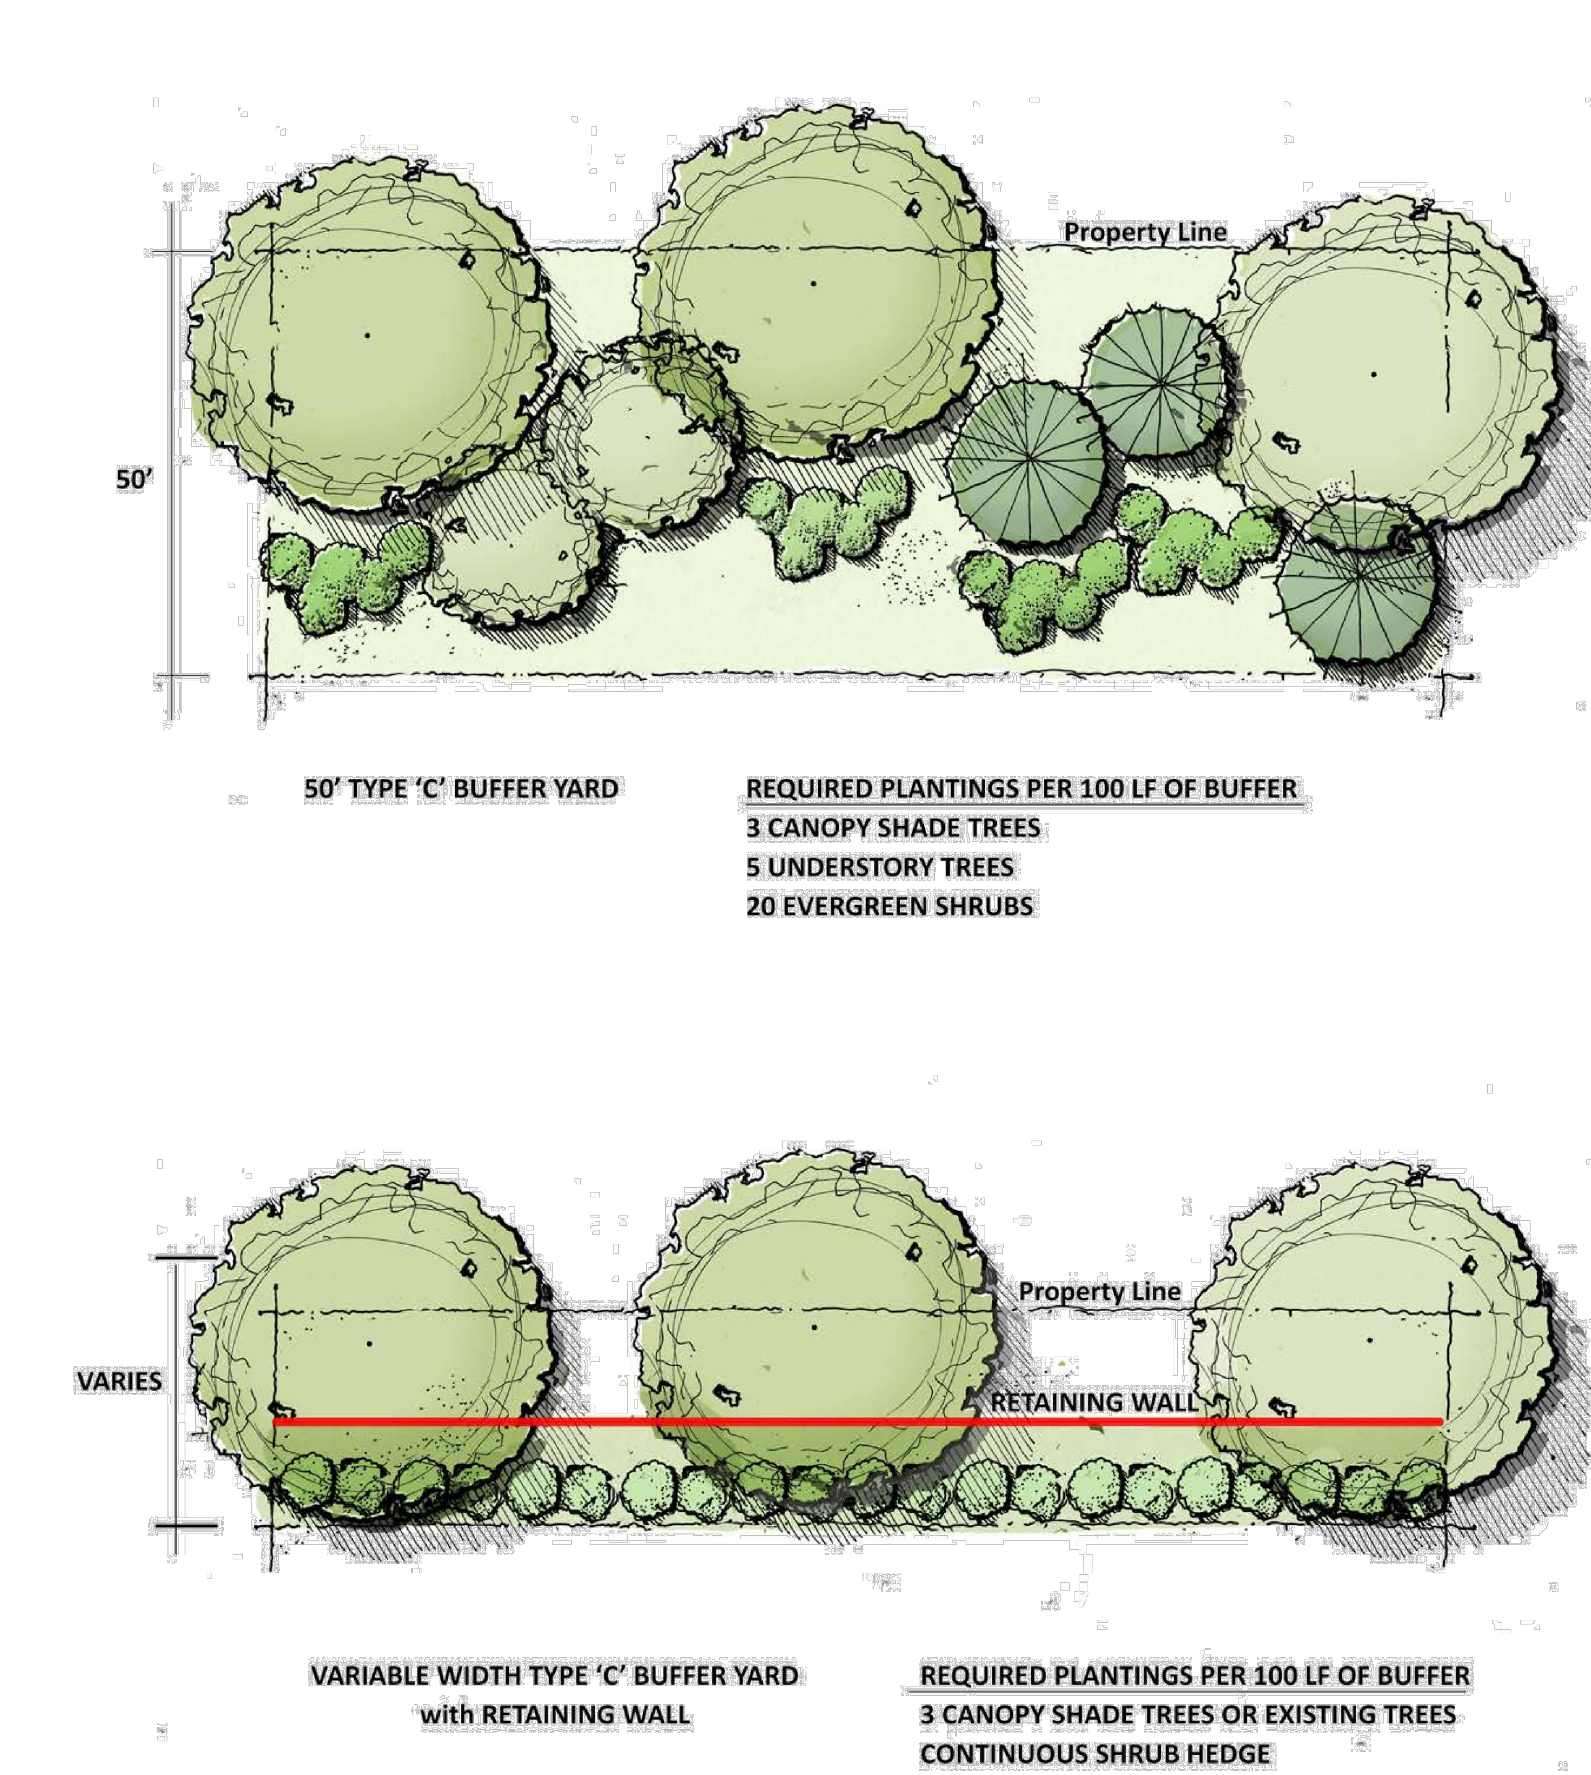 Property Line
50’
50’ TYPE ‘C’ BUFFER YARD
REQUIRED PLANTINGS PER 100 LF OF BUFFER
3 CANOPY SHADE TREES
5 UNDERSTORY TREES
20 EVERGREEN SHRUBS
Property Line
VARIES
RETAINING WALL
VARIABLE WIDTH TYPE ‘C’ BUFFER YARD
with RETAINING WALL
REQUIRED PLANTINGS PER 100 LF OF BUFFER
3 CANOPY SHADE TREES OR EXISTING TREES
CONTINUOUS SHRUB HEDGE